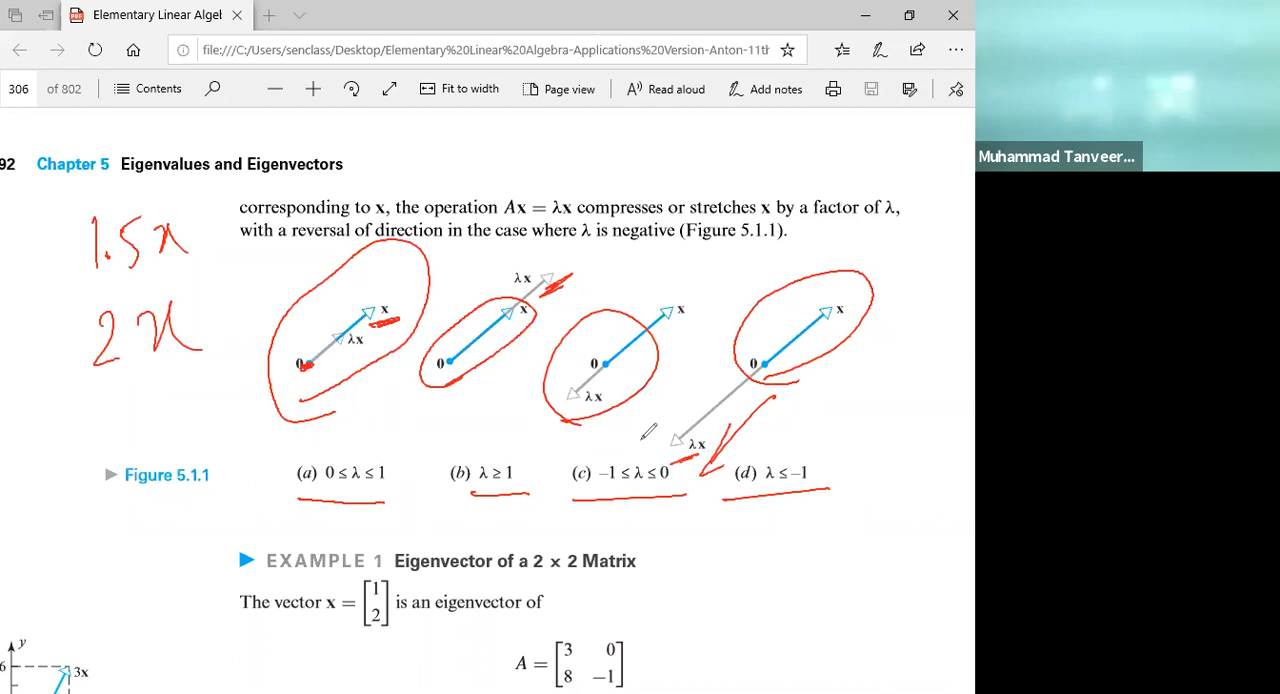 Elementary Linear Algeb
file:///C:/Users/senclass/Desktop/Elementary%20Linear%20Algebra-Applications%20Version-Anton-11th
306 of 802 Contents Fit to width Page view Read aloud Add notes
Muhammad Tanveer...
92 Chapter 5 Eigenvalues and Eigenvectors
corresponding to x, the operation Ax = λx compresses or stretches x by a factor of λ,
with a reversal of direction in the case where λ is negative (Figure 5.1.1).
1.5x
2x
x
λx
0
λx
x
0
x
0
λx
x
0
λx
▶ Figure 5.1.1
(a) 0 ≤ λ ≤ 1
(b) λ ≥ 1
(c) –1 ≤ λ ≤ 0
(d) λ ≤ –1
▶ EXAMPLE 1 Eigenvector of a 2 × 2 Matrix
The vector x = [1 2] is an eigenvector of
A = [3 0
8 –1]
y
6
3x